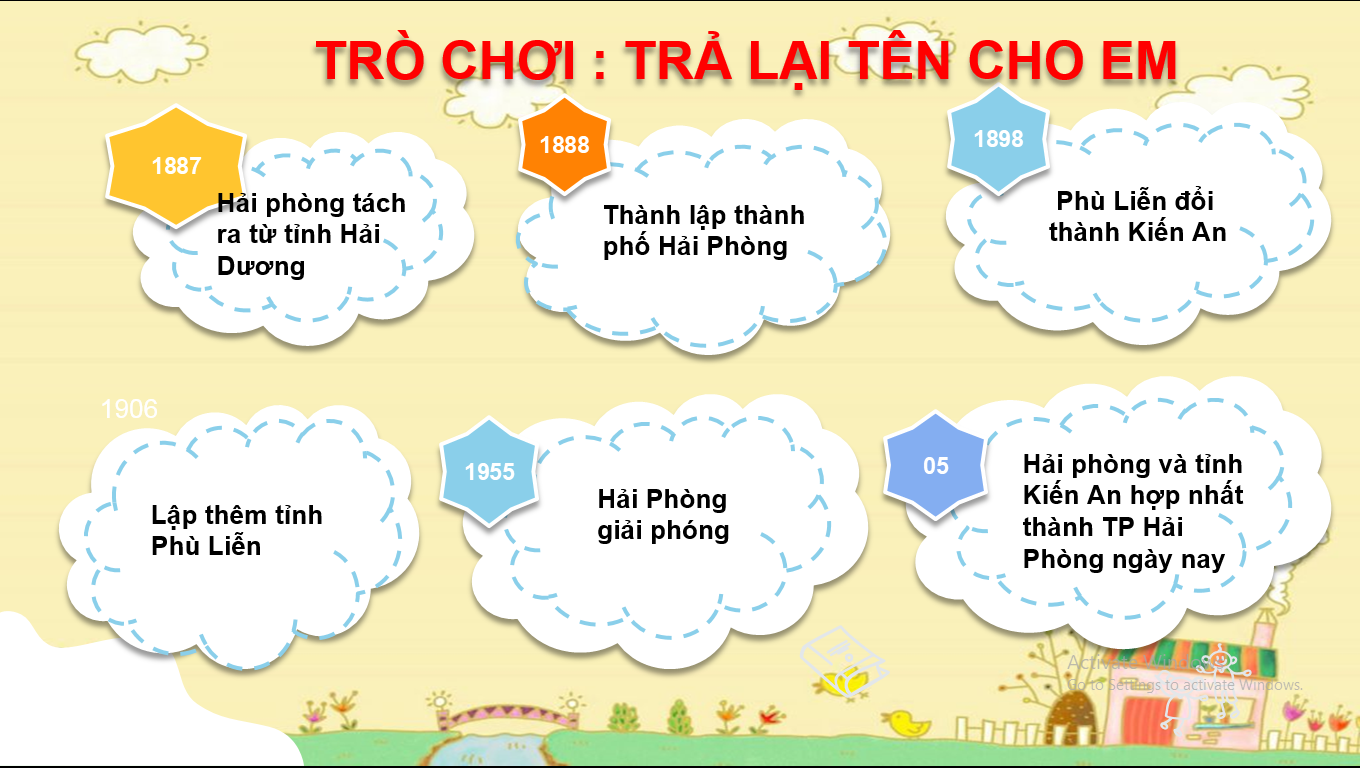 TRÒ CHƠI : TRẢ LẠI TÊN CHO EM
1887
Hải phòng tách
ra từ tỉnh Hải
Dương
1888
Thành lập thành
phố Hải Phòng
1898
Phù Liễn đổi
thành Kiến An
1906
Lập thêm tỉnh
Phù Liễn
1955
Hải Phòng
giải phóng
05
Hải phòng và tỉnh
Kiến An hợp nhất
thành TP Hải
Phòng ngày nay
Activate Windows
Go to Settings to activate Windows.